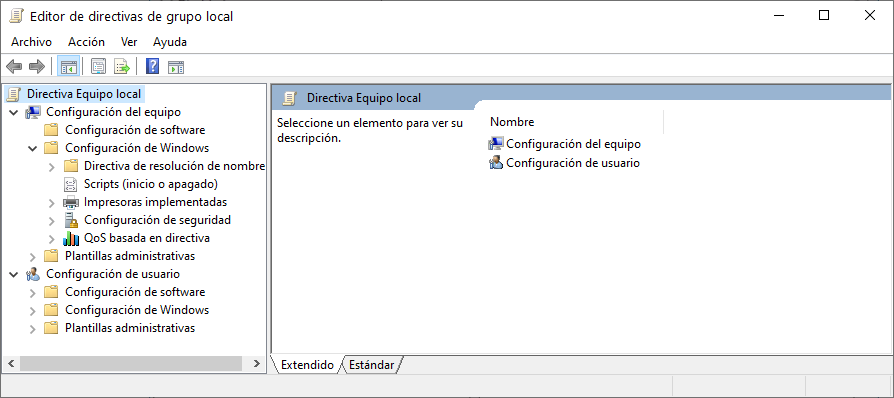 Editor de directivas de grupo local
Archivo Acción Ver Ayuda
Directiva Equipo local
Configuración del equipo
Configuración de software
Configuración de Windows
Directiva de resolución de nombre
Scripts (inicio o apagado)
Impresoras implementadas
Configuración de seguridad
QoS basada en directiva
Plantillas administrativas
Configuración de usuario
Configuración de software
Configuración de Windows
Plantillas administrativas
Directiva Equipo local
Seleccione un elemento para ver su
descripción.
Nombre
Configuración del equipo
Configuración de usuario
Extendido Estándar